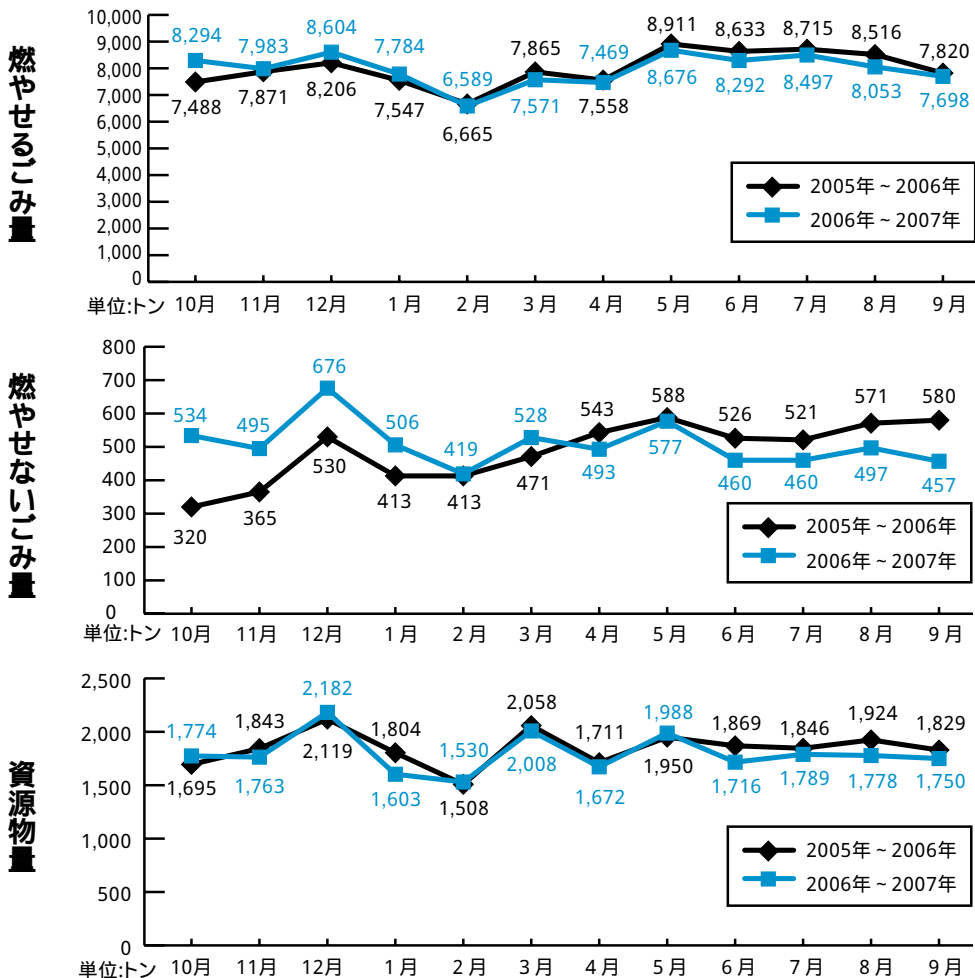 燃やせるごみ量
10,000
9,000
8,000
7,000
6,000
5,000
4,000
3,000
2,000
1,000
0
8,294 7,983 8,604 7,784 6,589 7,571 7,469 8,676 8,292 8,497 8,053 7,698
7,488 7,871 8,206 7,547 6,665 7,865 7,558 8,911 8,633 8,715 8,516 7,820
2005年~2006年
2006年~2007年
単位:トン 10月 11月 12月 1月 2月 3月 4月 5月 6月 7月 8月 9月
燃やせないごみ量
800
700
600
500
400
300
200
100
0
534 495 676 506 419 528 493 577 460 460 497 457
320 365 530 413 413 471 543 588 526 521 571 580
2005年~2006年
2006年~2007年
単位:トン 10月 11月 12月 1月 2月 3月 4月 5月 6月 7月 8月 9月
資源物量
2,500
2,000
1,500
1,000
500
0
1,774 1,763 2,182 1,603 1,530 2,008 1,672 1,988 1,716 1,789 1,778 1,750
1,695 1,843 2,119 1,804 1,508 2,058 1,711 1,950 1,869 1,846 1,924 1,829
2005年~2006年
2006年~2007年
単位:トン 10月 11月 12月 1月 2月 3月 4月 5月 6月 7月 8月 9月